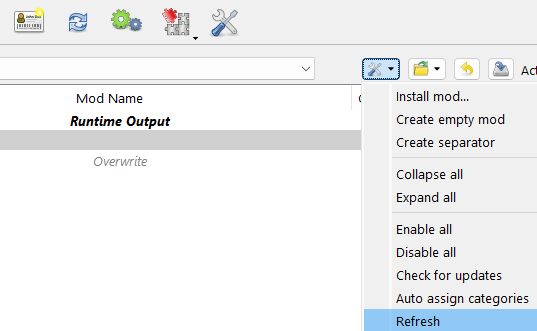 Act
Mod Name
Install mod...
Runtime Output
Create empty mod
Create separator
Overwrite
Collapse all
Expand all
Enable all
Disable all
Check for updates
Auto assign categories
Refresh